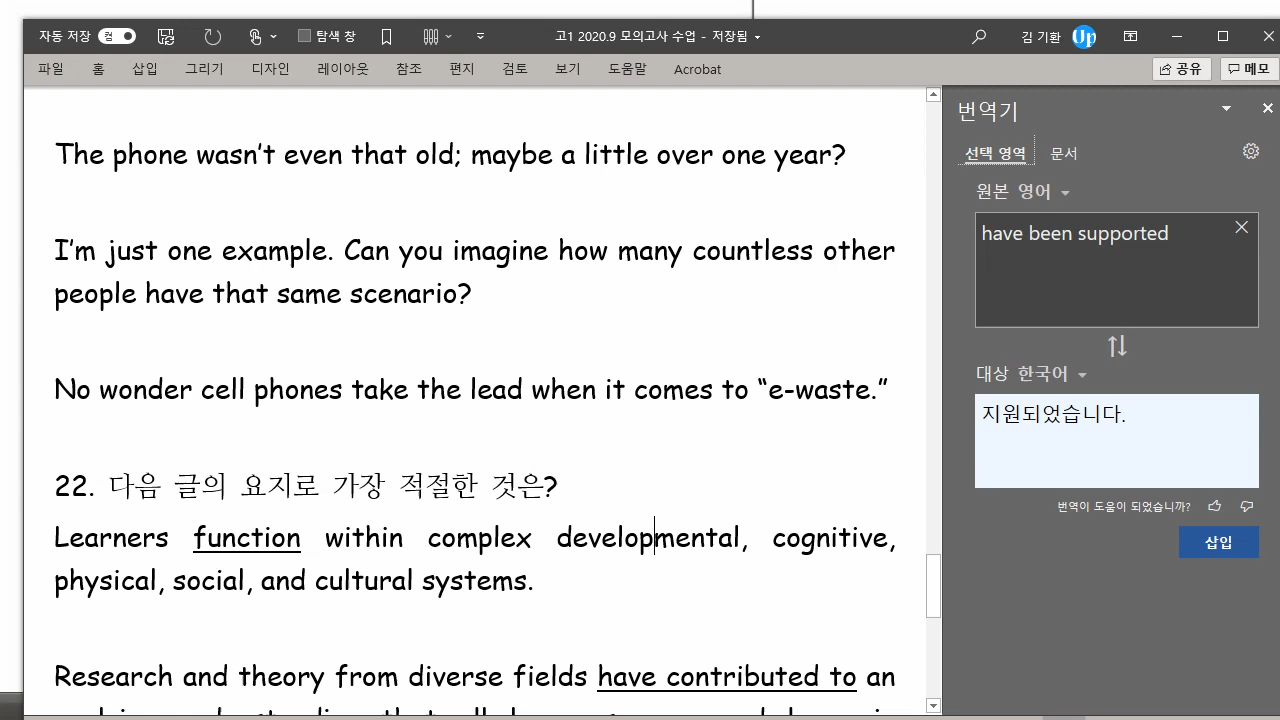 자동 저장 컴 탐색 창 고1 2020.9 모의고사 수업 - 저장됨 김 기환 Up
파일 홈 삽입 그리기 디자인 레이아웃 참조 편지 검토 보기 도움말 Acrobat 공유 메모
The phone wasn't even that old; maybe a little over one year?
I'm just one example. Can you imagine how many countless other
people have that same scenario?
No wonder cell phones take the lead when it comes to “e-waste.”
22. 다음 글의 요지로 가장 적절한 것은?
Learners function within complex developmental, cognitive,
physical, social, and cultural systems.
Research and theory from diverse fields have contributed to an
번역기
선택 영역 문서
원본 영어
have been supported
대상 한국어
지원되었습니다.
번역이 도움이 되었습니까?
삽입